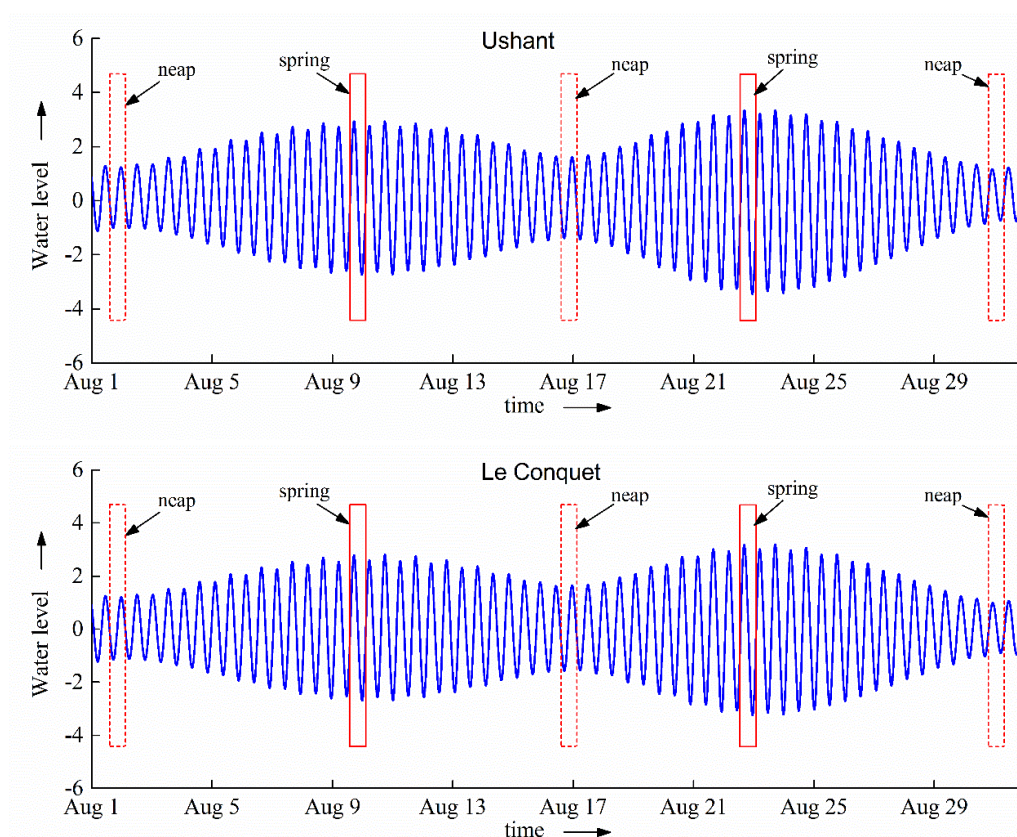 Ushant
6
4
2
0
-2
-4
-6
Water level
neap
spring
ncap
spring
ncap
Aug 1
Aug 5
Aug 9
Aug 13
Aug 17
Aug 21
Aug 25
Aug 29
time
Le Conquet
6
4
2
0
-2
-4
-6
Water level
ncap
spring
neap
spring
neap
Aug 1
Aug 5
Aug 9
Aug 13
Aug 17
Aug 21
Aug 25
Aug 29
time